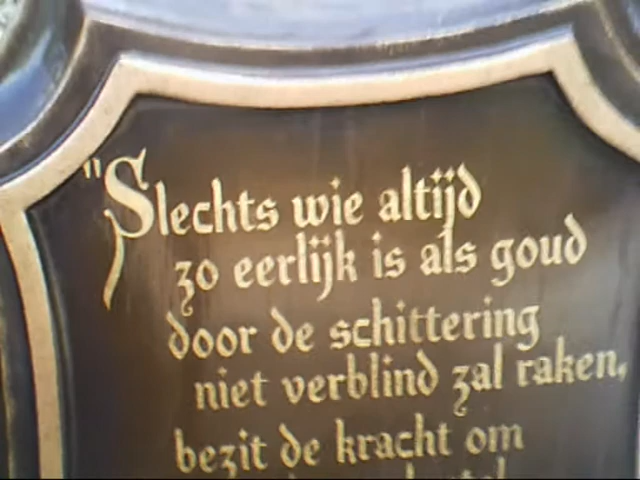 "Slechts wie altijd
zo eerlijk is als goud
door de schittering
niet verblind zal raken,
bezit de kracht om